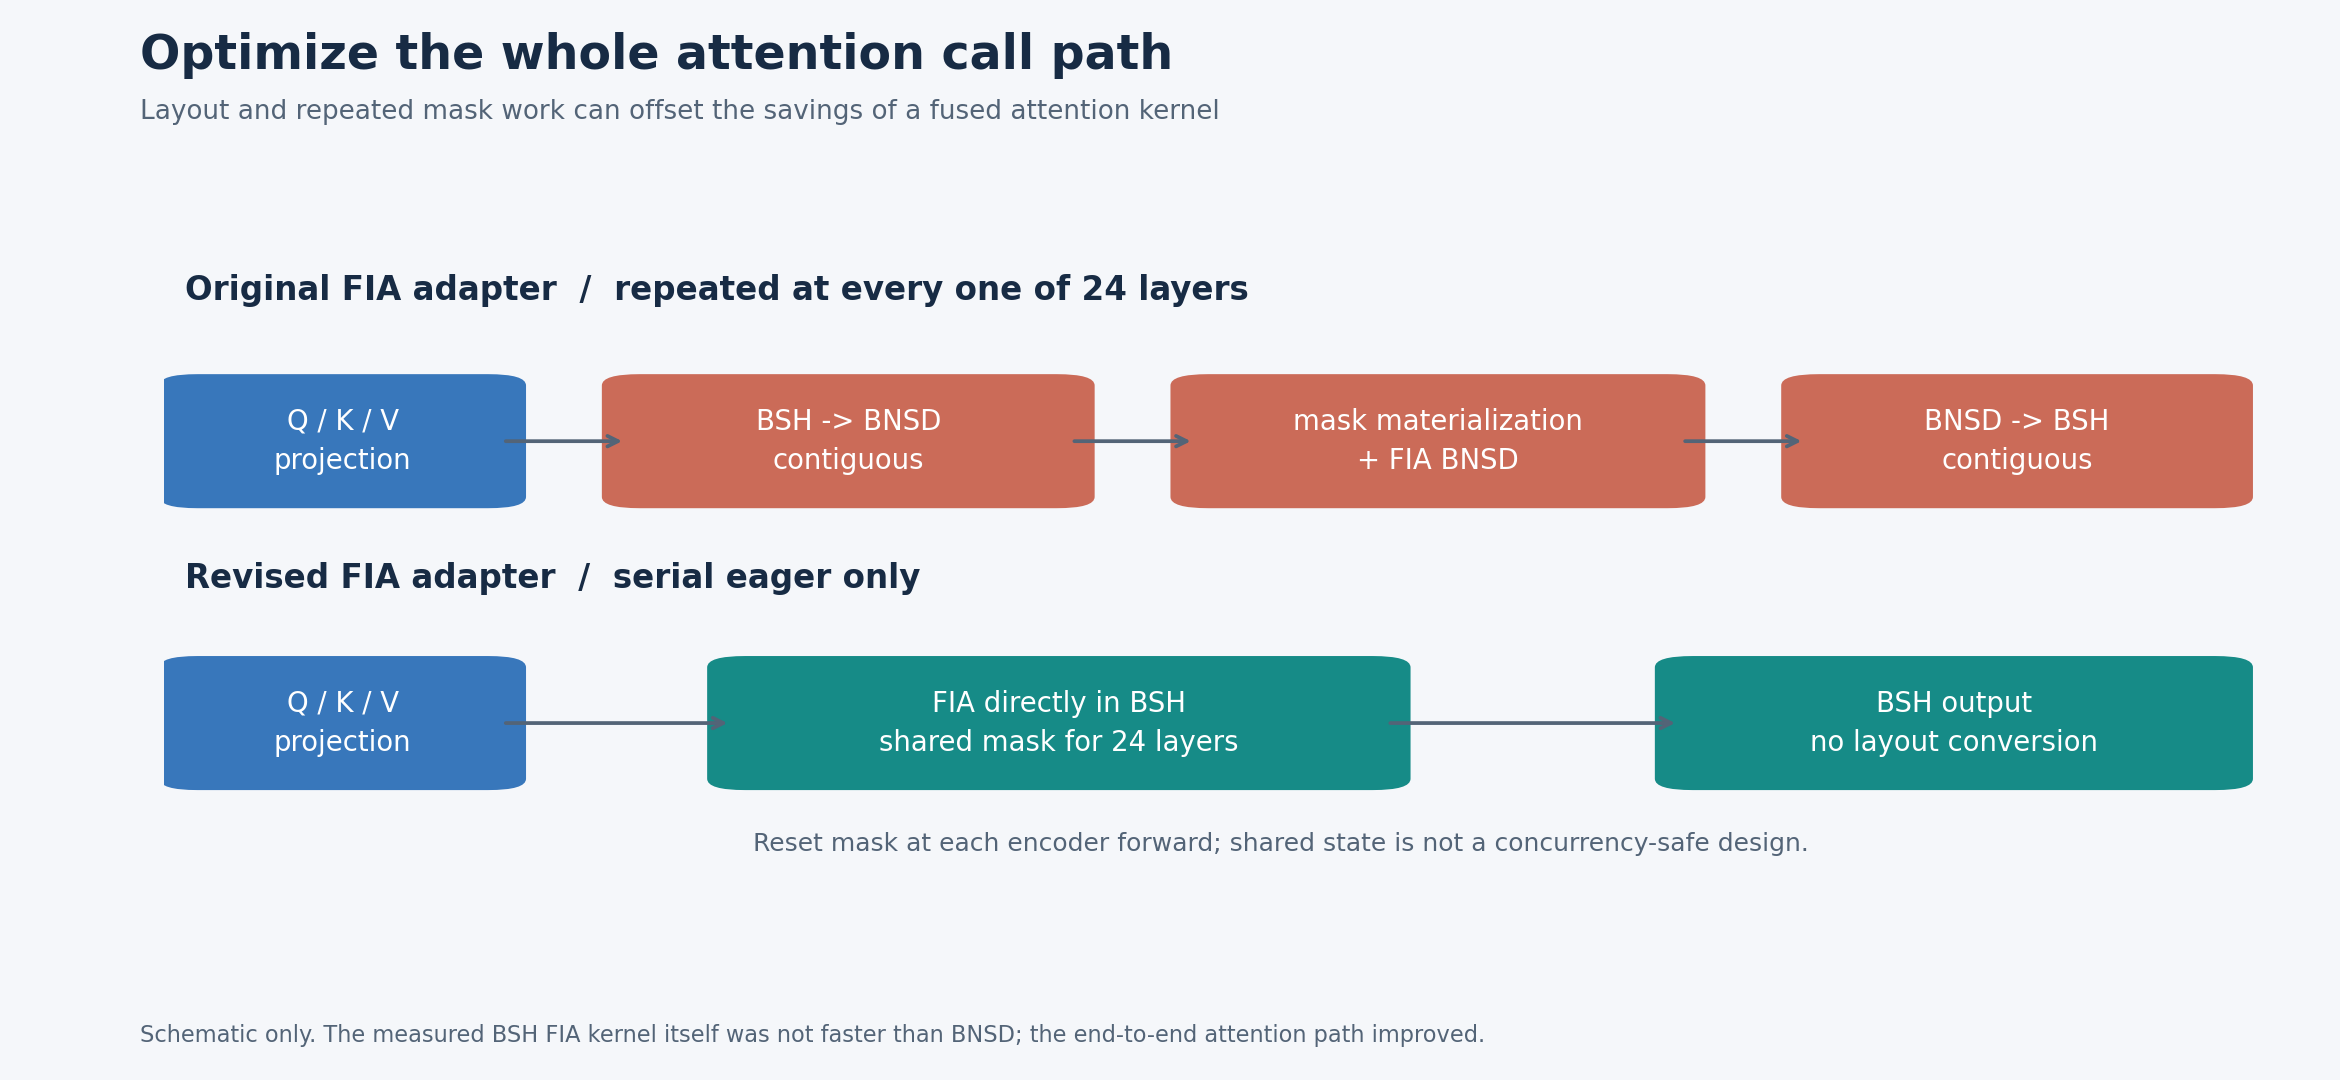 Optimize the whole attention call path
Layout and repeated mask work can offset the savings of a fused attention kernel
Original FIA adapter / repeated at every one of 24 layers
Q / K / V
projection
BSH -> BNSD
contiguous
mask materialization
+ FIA BNSD
BNSD -> BSH
contiguous
Revised FIA adapter / serial eager only
Q / K / V
projection
FIA directly in BSH
shared mask for 24 layers
BSH output
no layout conversion
Reset mask at each encoder forward; shared state is not a concurrency-safe design.
Schematic only. The measured BSH FIA kernel itself was not faster than BNSD; the end-to-end attention path improved.